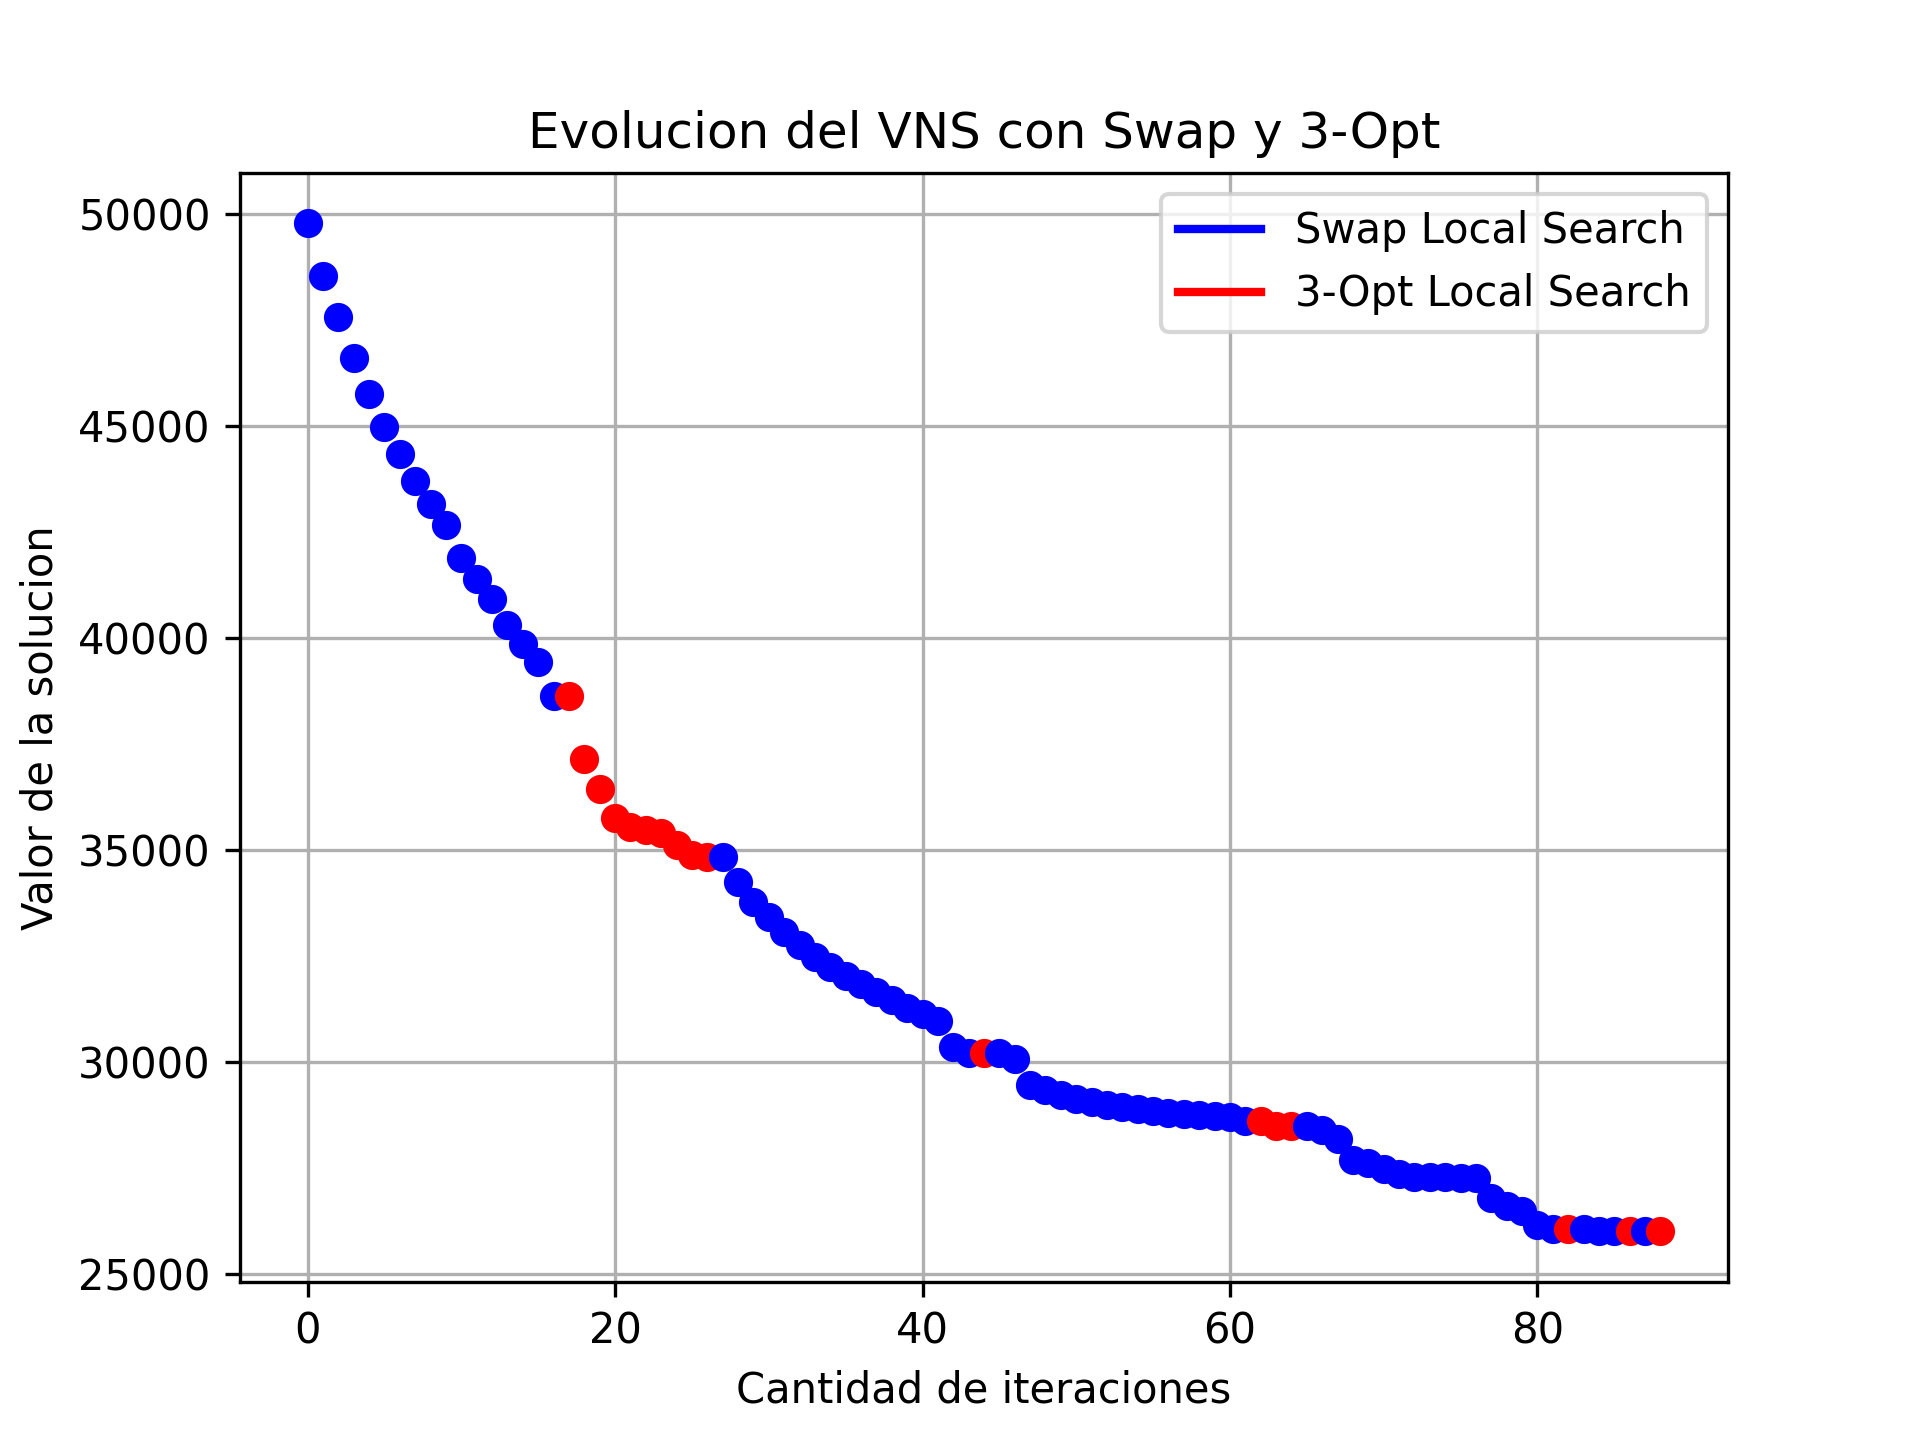 Evolucion del VNS con Swap y 3-Opt
Swap Local Search
3-Opt Local Search
Valor de la solucion
50000
45000
40000
35000
30000
25000
0 20 40 60 80
Cantidad de iteraciones